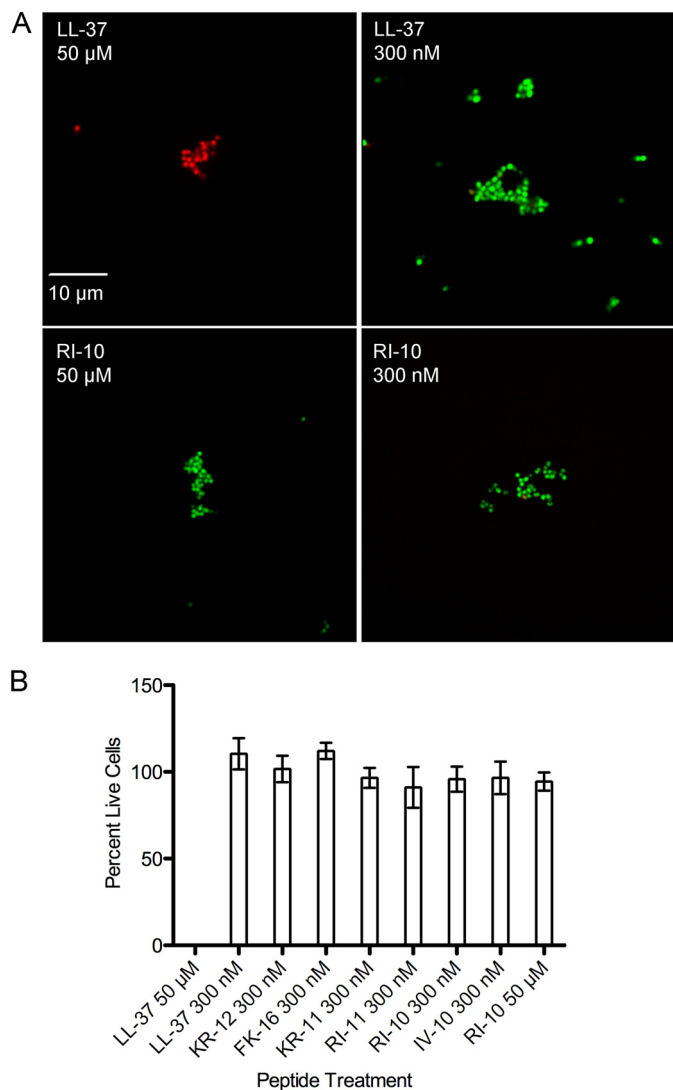 A
LL-37
50 µM
LL-37
300 nM
10 µm
RI-10
50 µM
RI-10
300 nM
B
150
100
50
0
Percent Live Cells
LL-37 50 µM
LL-37 300 nM
KR-12 300 nM
FK-16 300 nM
KR-11 300 nM
RI-11 300 nM
RI-10 300 nM
IV-10 300 nM
RI-10 50 µM
Peptide Treatment